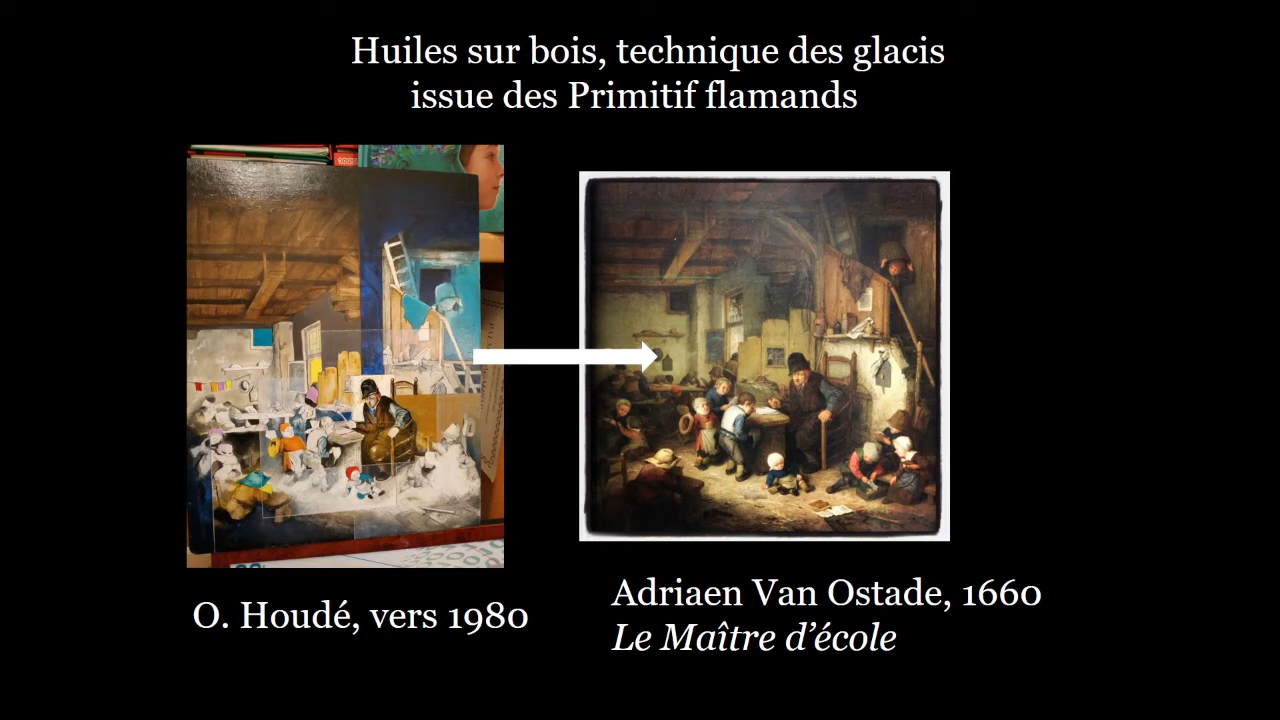 Huiles sur bois, technique des glacis
issue des Primitif flamands
O. Houdé, vers 1980
Adriaen Van Ostade, 1660
Le Maître d’école